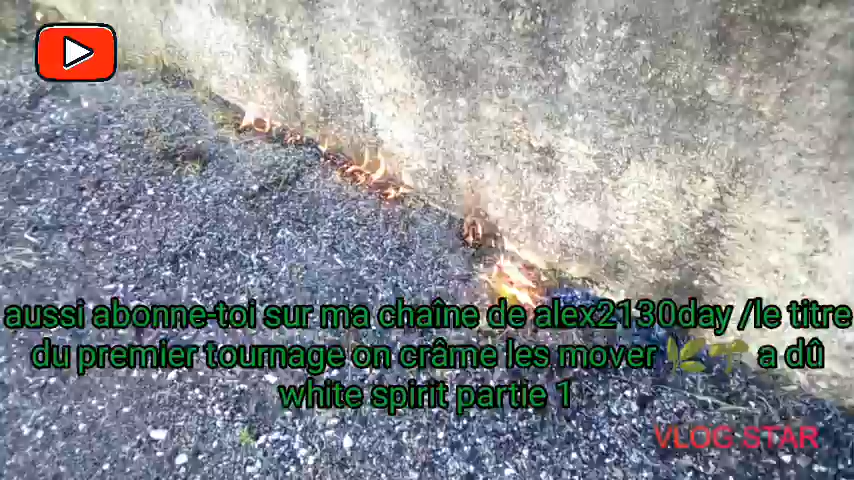 aussi abonne-toi sur ma chaîne de alex2130day /le titre
du premier tournage on crâme les mover 🌿🌱 a dû
white spirit partie 1
VLOG STAR